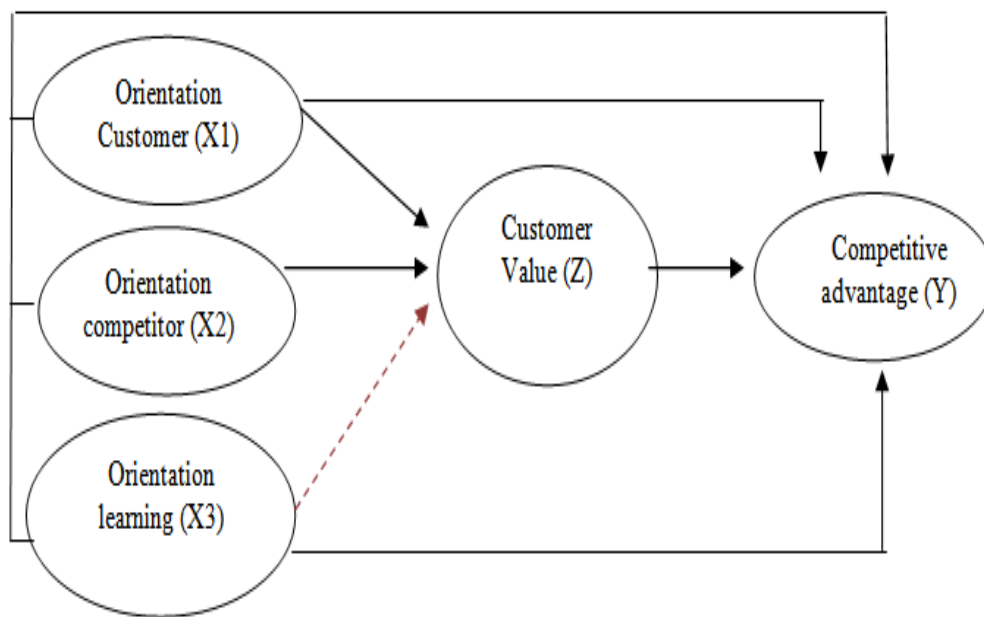 Orientation
Customer (X1)
Orientation
competitor (X2)
Orientation
learning (X3)
Customer
Value (Z)
Competitive
advantage (Y)